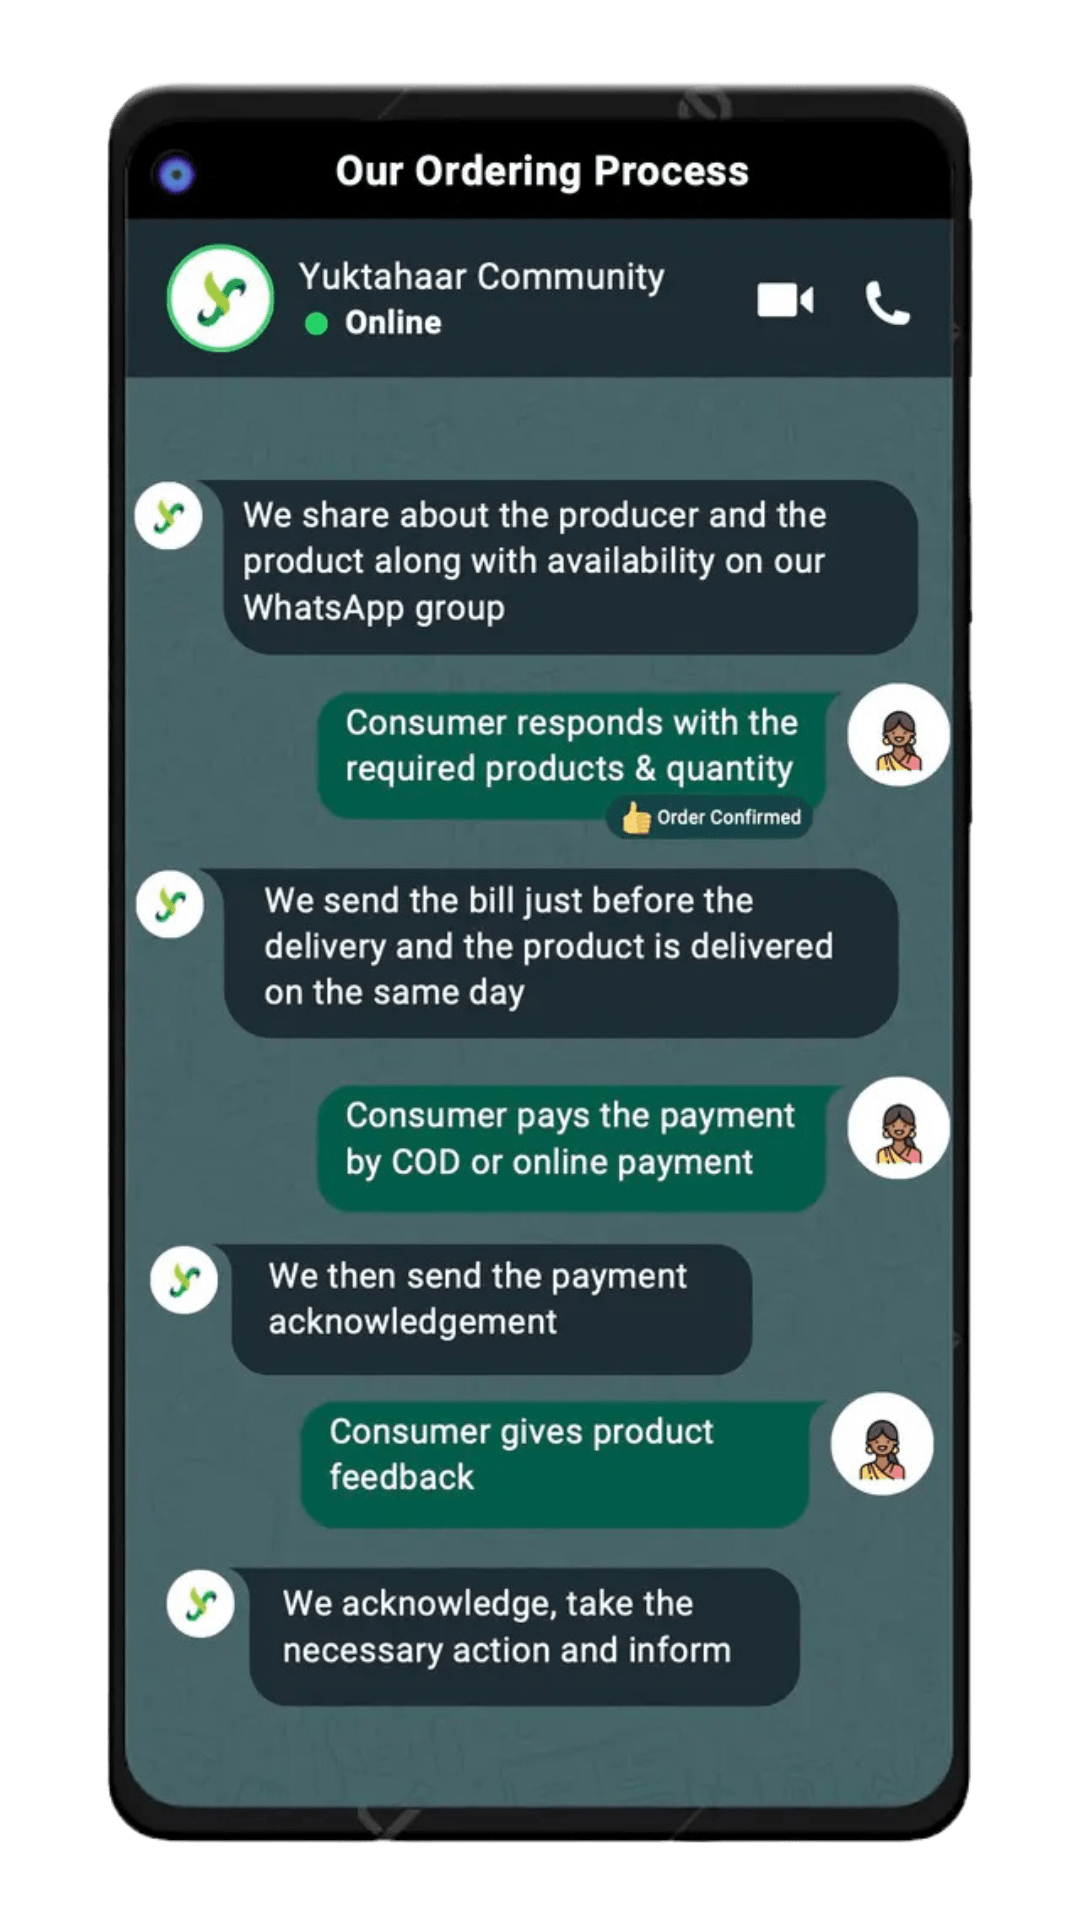 Our Ordering Process
Yuktahaar Community
Online
We share about the producer and the
product along with availability on our
WhatsApp group
Consumer responds with the
required products & quantity
Order Confirmed
We send the bill just before the
delivery and the product is delivered
on the same day
Consumer pays the payment
by COD or online payment
We then send the payment
acknowledgement
Consumer gives product
feedback
We acknowledge, take the
necessary action and inform